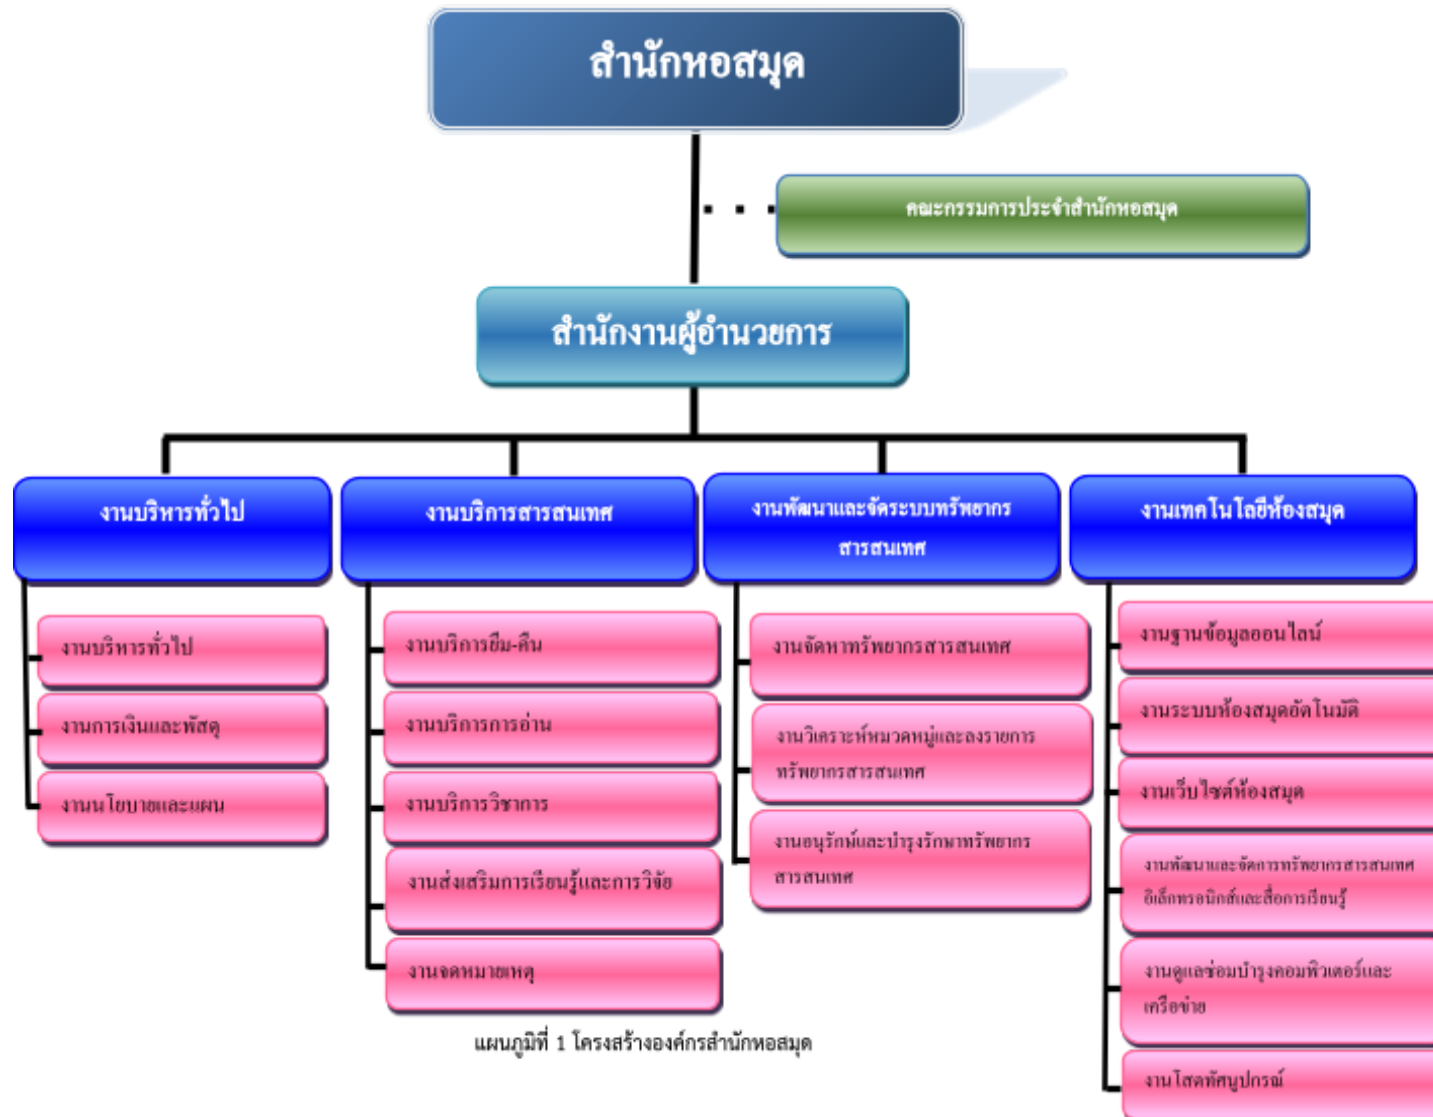 สำนักหอสมุด
คณะกรรมการประจำสำนักหอสมุด
สำนักงานผู้อำนวยการ
งานบริหารทั่วไป
งานบริหารทั่วไป
งานการเงินและพัสดุ
งานนโยบายและแผน
งานบริการสารสนเทศ
งานบริการยืม-คืน
งานบริการการอ่าน
งานบริการวิชาการ
งานส่งเสริมการเรียนรู้และการวิจัย
งานจดหมายเหตุ
งานพัฒนาและจัดระบบทรัพยากร
สารสนเทศ
งานจัดหาทรัพยากรสารสนเทศ
งานวิเคราะห์หมวดหมู่และลงรายการ
ทรัพยากรสารสนเทศ
งานอนุรักษ์และบำรุงรักษาทรัพยากร
สารสนเทศ
งานเทคโนโลยีห้องสมุด
งานฐานข้อมูลออนไลน์
งานระบบห้องสมุดอัตโนมัติ
งานเว็บไซต์ห้องสมุด
งานพัฒนาและจัดการทรัพยากรสารสนเทศ
อิเล็กทรอนิกส์และสื่อการเรียนรู้
งานดูแลซ่อมบำรุงคอมพิวเตอร์และ
เครือข่าย
งานโสตทัศนูปกรณ์
แผนภูมิที่ 1 โครงสร้างองค์กรสำนักหอสมุด